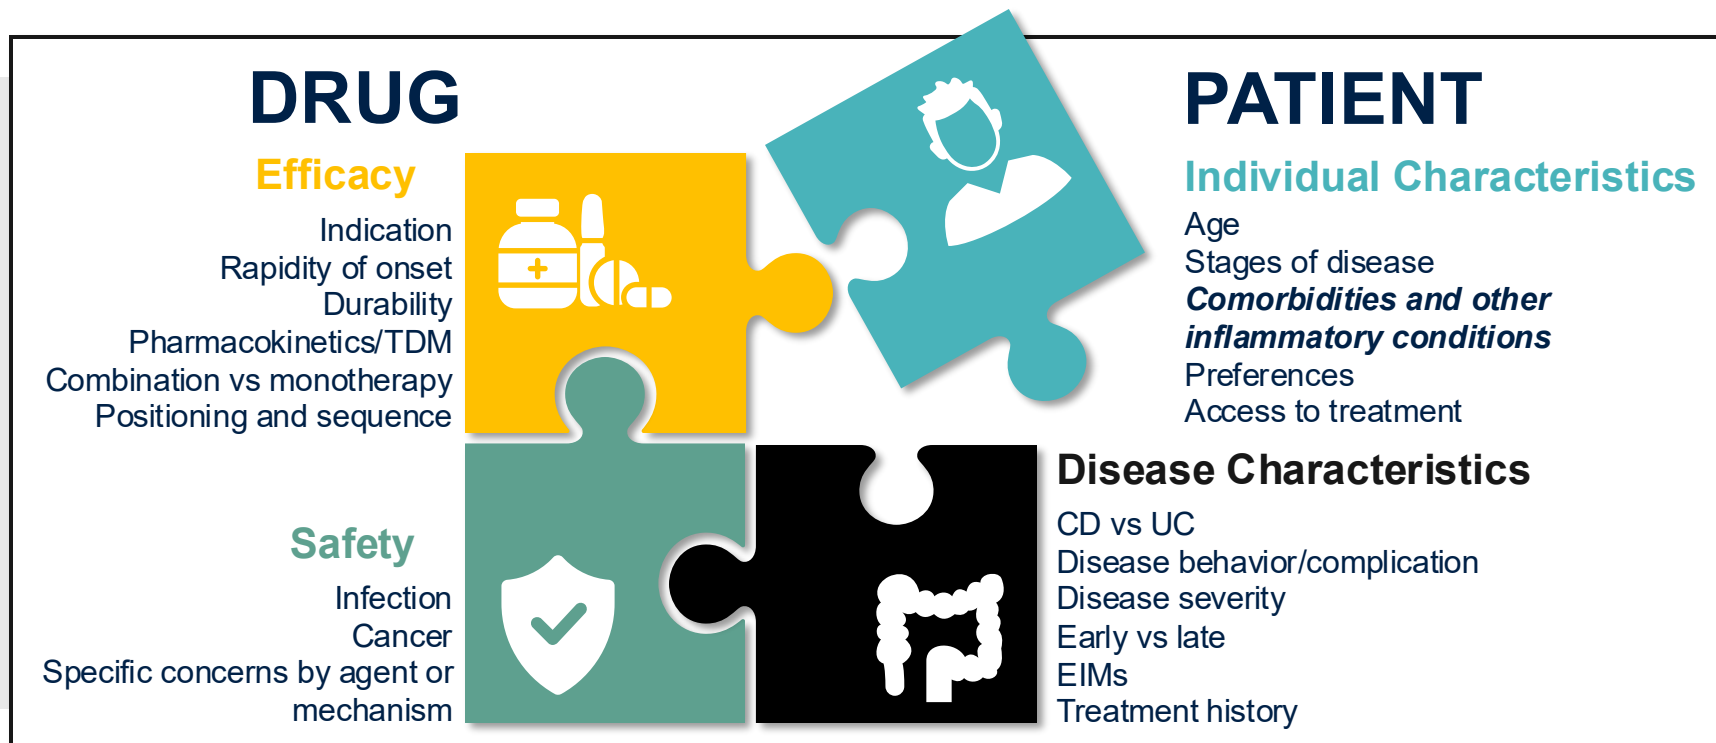 DRUG
Efficacy
Indication
Rapidity of onset
Durability
Pharmacokinetics/TDM
Combination vs monotherapy
Positioning and sequence
Safety
Infection
Cancer
Specific concerns by agent or
mechanism
PATIENT
Individual Characteristics
Age
Stages of disease
Comorbidities and other
inflammatory conditions
Preferences
Access to treatment
Disease Characteristics
CD vs UC
Disease behavior/complication
Disease severity
Early vs late
EIMs
Treatment history